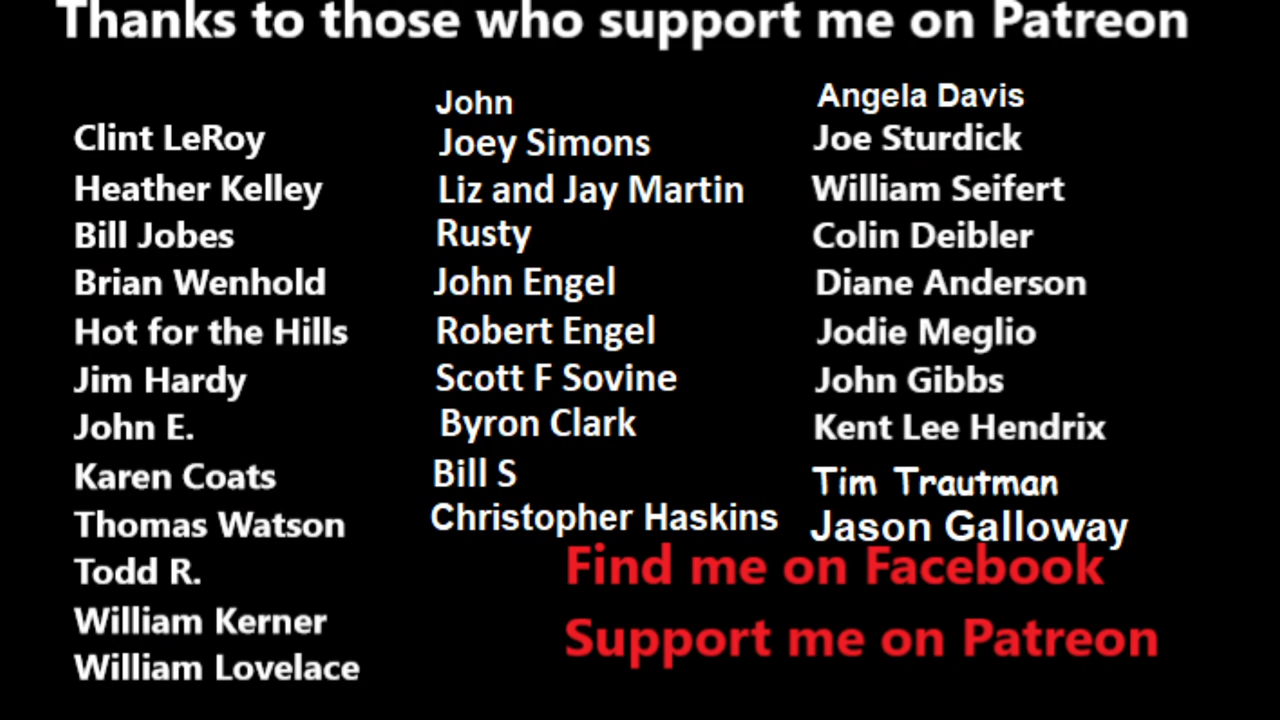 Thanks to those who support me on Patreon
Clint LeRoy
Heather Kelley
Bill Jobes
Brian Wenhold
Hot for the Hills
Jim Hardy
John E.
Karen Coats
Thomas Watson
Todd R.
William Kerner
William Lovelace
John
Joey Simons
Liz and Jay Martin
Rusty
John Engel
Robert Engel
Scott F Sovine
Byron Clark
Bill S
Christopher Haskins
Angela Davis
Joe Sturdick
William Seifert
Colin Deibler
Diane Anderson
Jodie Meglio
John Gibbs
Kent Lee Hendrix
Tim Trautman
Jason Galloway
Find me on Facebook
Support me on Patreon